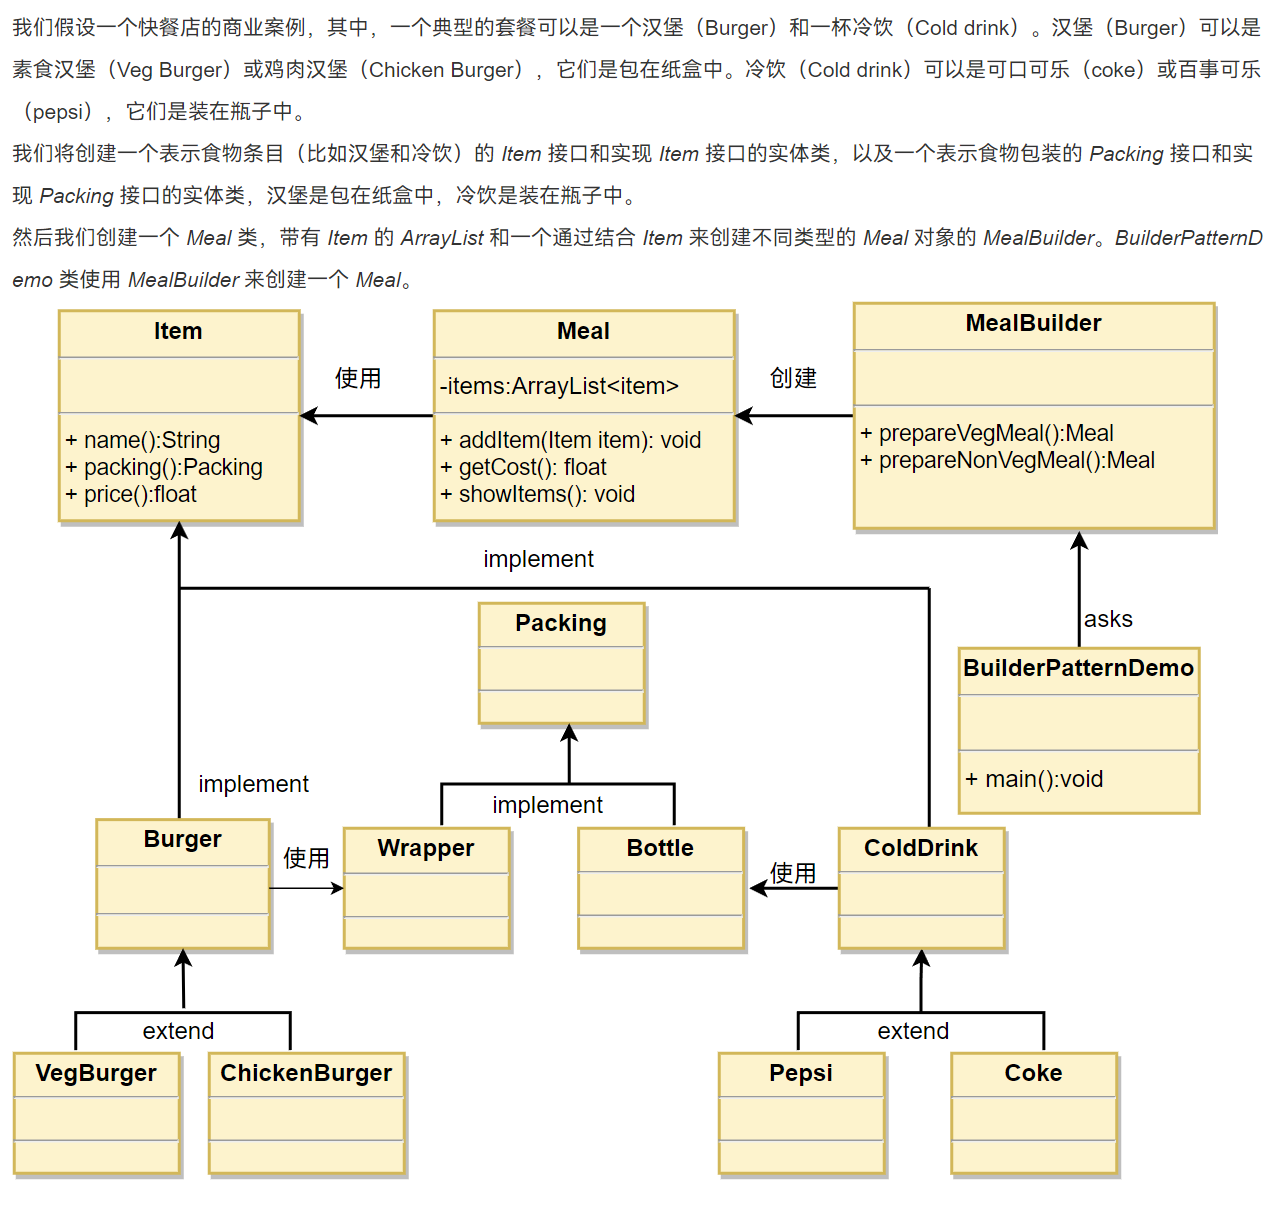 我们假设一个快餐店的商业案例，其中，一个典型的套餐可以是一个汉堡（Burger）和一杯冷饮（Cold drink）。汉堡（Burger）可以是
素食汉堡（Veg Burger）或鸡肉汉堡（Chicken Burger），它们是包在纸盒中。冷饮（Cold drink）可以是可口可乐（coke）或百事可乐
（pepsi），它们是装在瓶子中。
我们将创建一个表示食物条目（比如汉堡和冷饮）的 Item 接口和实现 Item 接口的实体类，以及一个表示食物包装的 Packing 接口和实
现 Packing 接口的实体类，汉堡是包在纸盒中，冷饮是装在瓶子中。
然后我们创建一个 Meal 类，带有 Item 的 ArrayList 和一个通过结合 Item 来创建不同类型的 Meal 对象的 MealBuilder。BuilderPatternD
emo 类使用 MealBuilder 来创建一个 Meal。
Item
+ name():String
+ packing():Packing
+ price():float
使用
Meal
-items:ArrayList<item>
+ addItem(Item item): void
+ getCost(): float
+ showItems(): void
创建
MealBuilder
+ prepareVegMeal():Meal
+ prepareNonVegMeal():Meal
implement
asks
Packing
BuilderPatternDemo
+ main():void
implement
implement
Burger
使用
Wrapper
Bottle
使用
ColdDrink
extend
extend
VegBurger
ChickenBurger
Pepsi
Coke